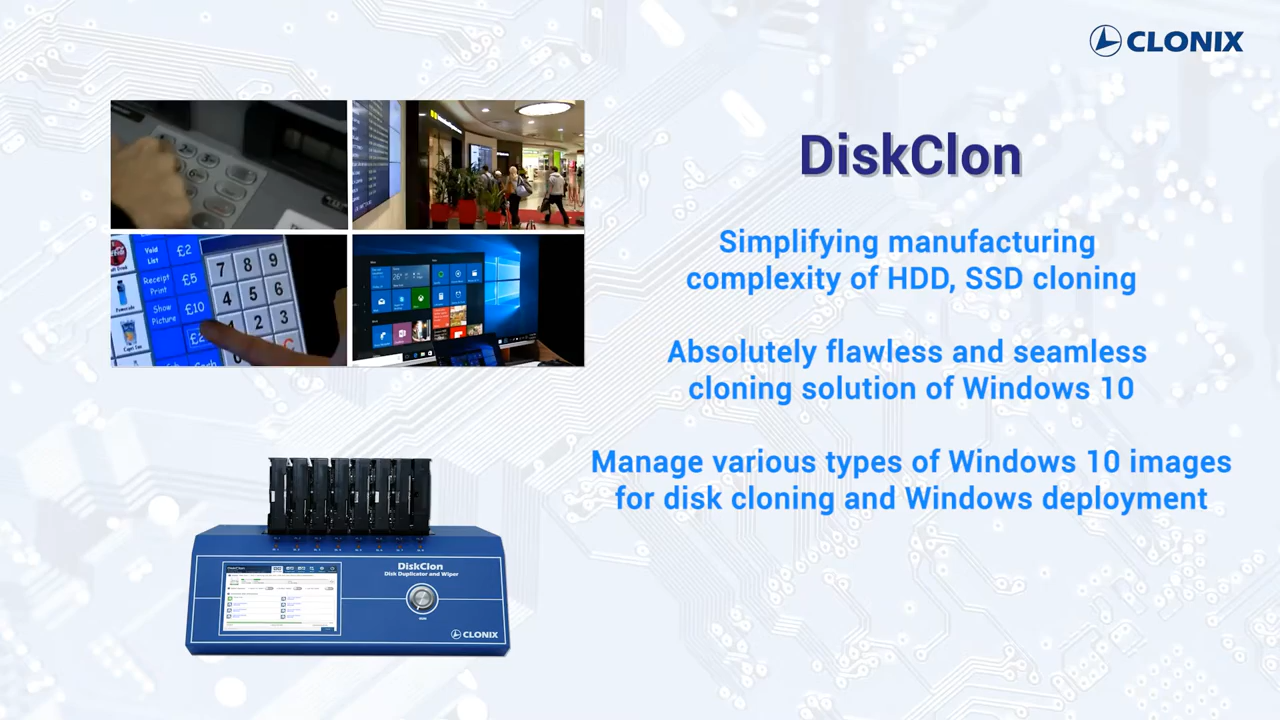 CLONIX
DiskClon
Simplifying manufacturing
complexity of HDD, SSD cloning
Absolutely flawless and seamless
cloning solution of Windows 10
Manage various types of Windows 10 images
for disk cloning and Windows deployment
Void £2
List
Receipt £5
Print
Show £10
Picture
7 8 9
4 5 6
2 3
0
C
DiskClon
Disk Duplicator and Wiper
DiskClon
CLONIX